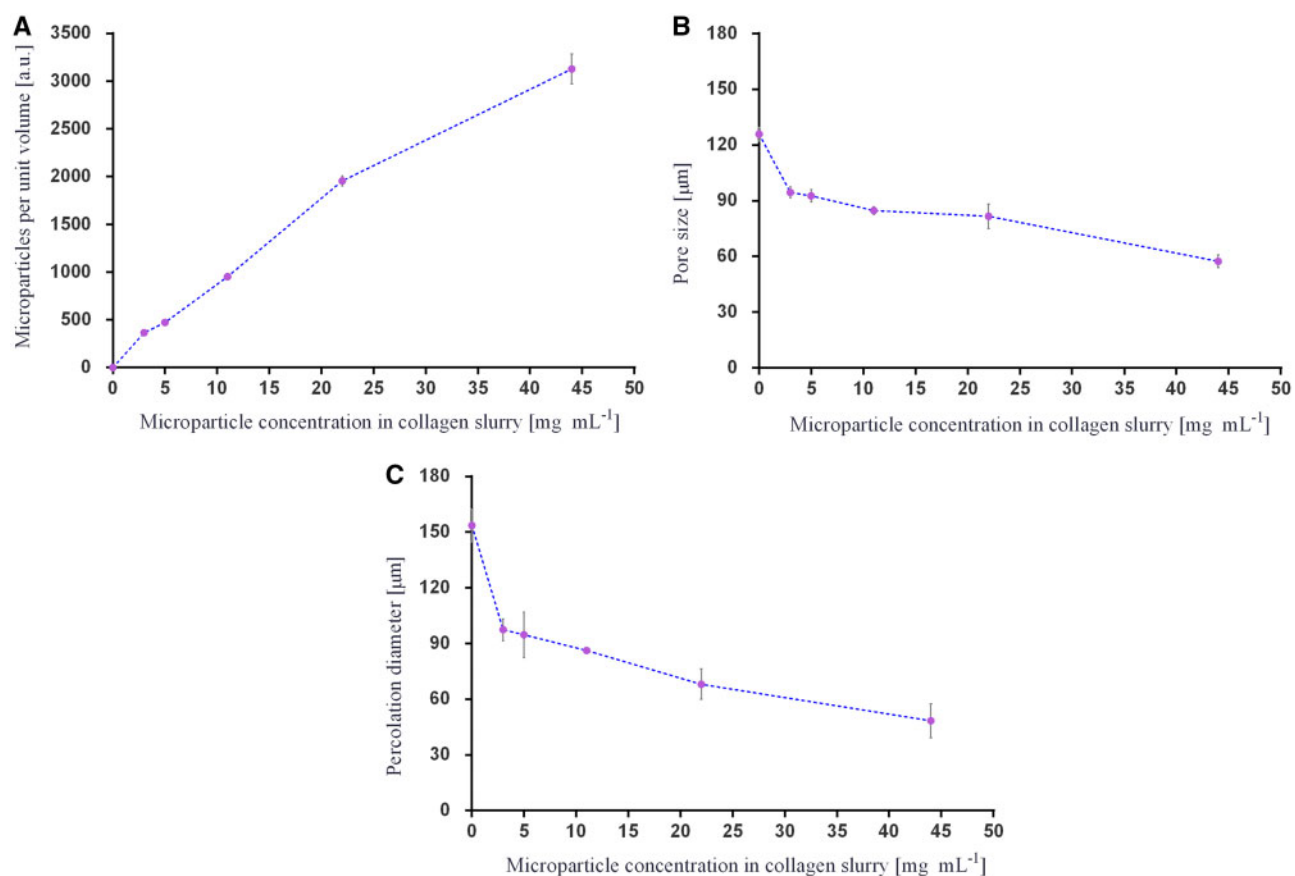 A
Microparticles per unit volume [a.u.]
3500
3000
2500
2000
1500
1000
500
0
0 5 10 15 20 25 30 35 40 45 50
Microparticle concentration in collagen slurry [mg mL⁻¹]
B
Pore size [μm]
180
150
120
90
60
30
0
0 5 10 15 20 25 30 35 40 45 50
Microparticle concentration in collagen slurry [mg mL⁻¹]
C
Percolation diameter [μm]
180
150
120
90
60
30
0
0 5 10 15 20 25 30 35 40 45 50
Microparticle concentration in collagen slurry [mg mL⁻¹]